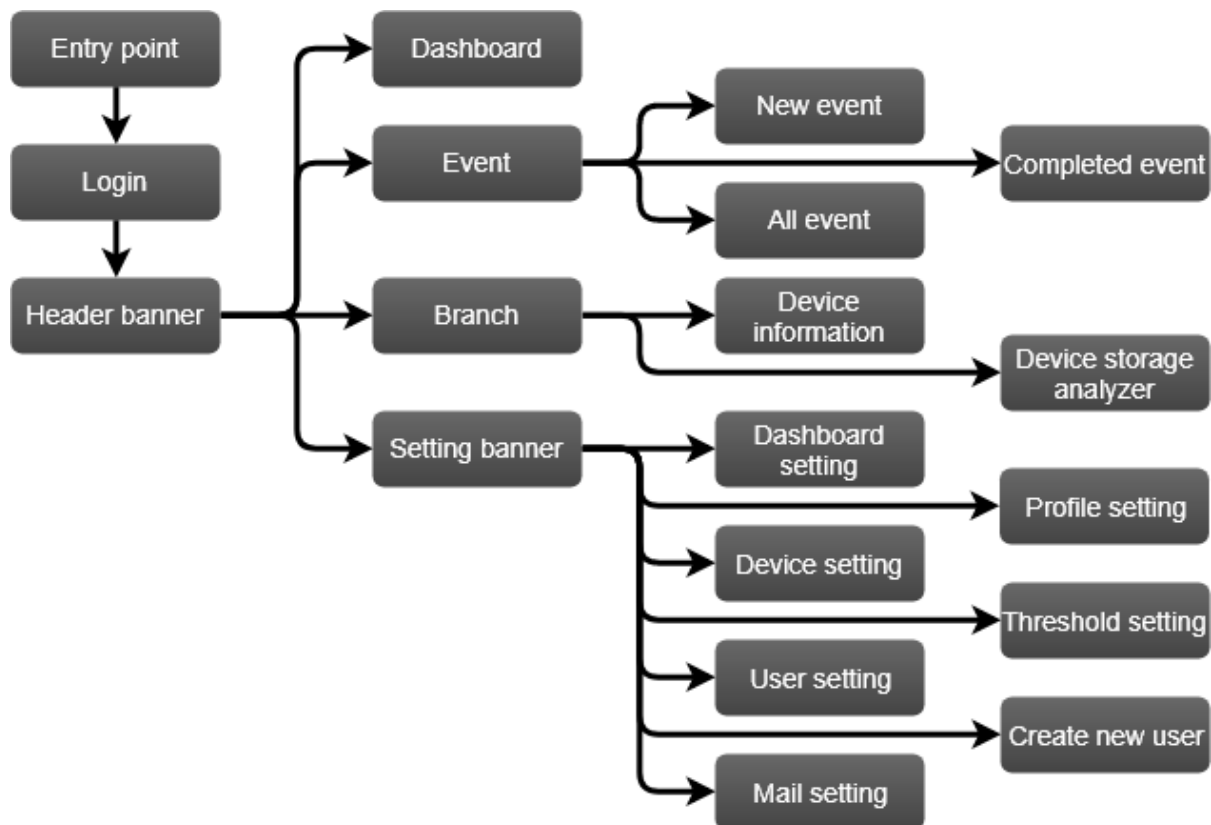 Entry point
Dashboard
New event
Login
Event
Completed event
All event
Header banner
Branch
Device
information
Device storage
analyzer
Setting banner
Dashboard
setting
Profile setting
Device setting
Threshold setting
User setting
Create new user
Mail setting